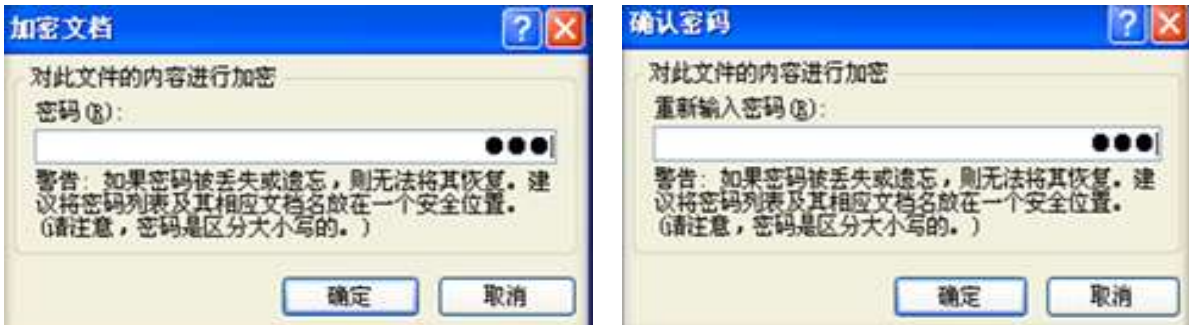 加密文档
对此文件的内容进行加密
密码(R):
●●●
警告: 如果密码被丢失或遗忘，则无法将其恢复。建
议将密码列表及其相应文档名放在一个安全位置。
(请注意，密码是区分大小写的。)
确定
取消
确认密码
对此文件的内容进行加密
重新输入密码(R):
●●●
警告: 如果密码被丢失或遗忘，则无法将其恢复。建
议将密码列表及其相应文档名放在一个安全位置。
(请注意，密码是区分大小写的。)
确定
取消